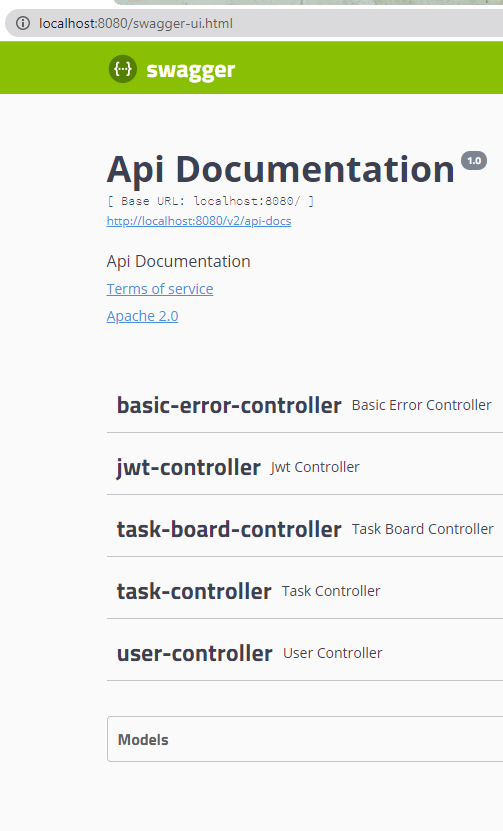 localhost:8080/swagger-ui.html
{··} swagger
Api Documentation 1.0
[ Base URL: localhost:8080/ ]
http://localhost:8080/v2/api-docs
Api Documentation
Terms of service
Apache 2.0
basic-error-controller Basic Error Controller
jwt-controller Jwt Controller
task-board-controller Task Board Controller
task-controller Task Controller
user-controller User Controller
Models